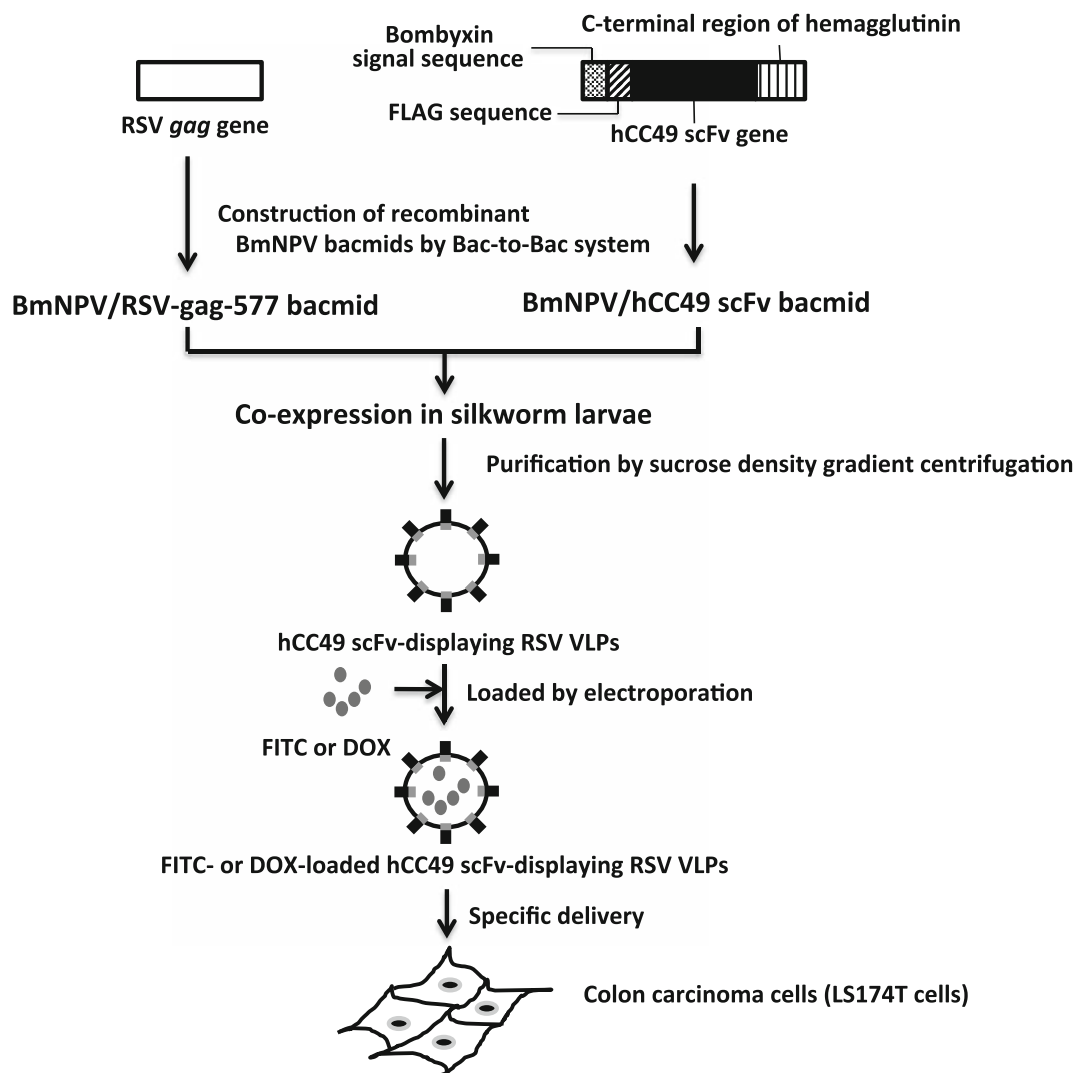 C-terminal region of hemagglutinin
Bombyxin
signal sequence
FLAG sequence
RSV gag gene
hCC49 scFv gene
Construction of recombinant
BmNPV bacmids by Bac-to-Bac system
BmNPV/RSV-gag-577 bacmid
BmNPV/hCC49 scFv bacmid
Co-expression in silkworm larvae
Purification by sucrose density gradient centrifugation
hCC49 scFv-displaying RSV VLPs
Loaded by electroporation
FITC or DOX
FITC- or DOX-loaded hCC49 scFv-displaying RSV VLPs
Specific delivery
Colon carcinoma cells (LS174T cells)